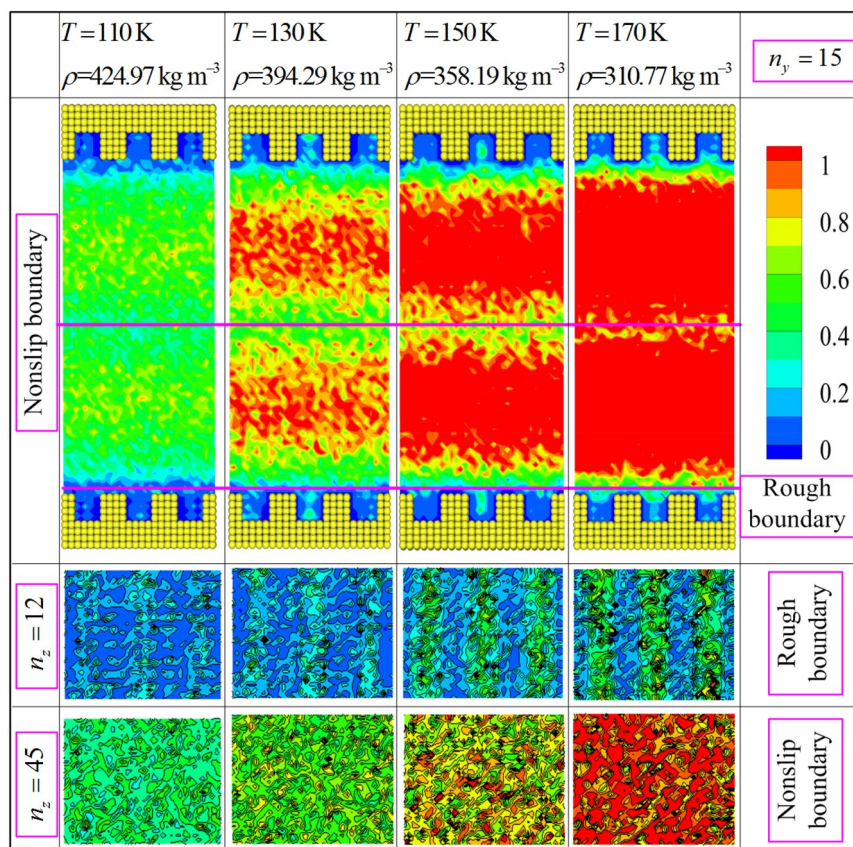 T=110 K
ρ=424.97 kg m⁻³
T=130 K
ρ=394.29 kg m⁻³
T=150 K
ρ=358.19 kg m⁻³
T=170 K
ρ=310.77 kg m⁻³
n_y = 15
Nonslip boundary
1
0.8
0.6
0.4
0.2
0
Rough
boundary
n_z = 12
Rough
boundary
n_z = 45
Nonslip
boundary